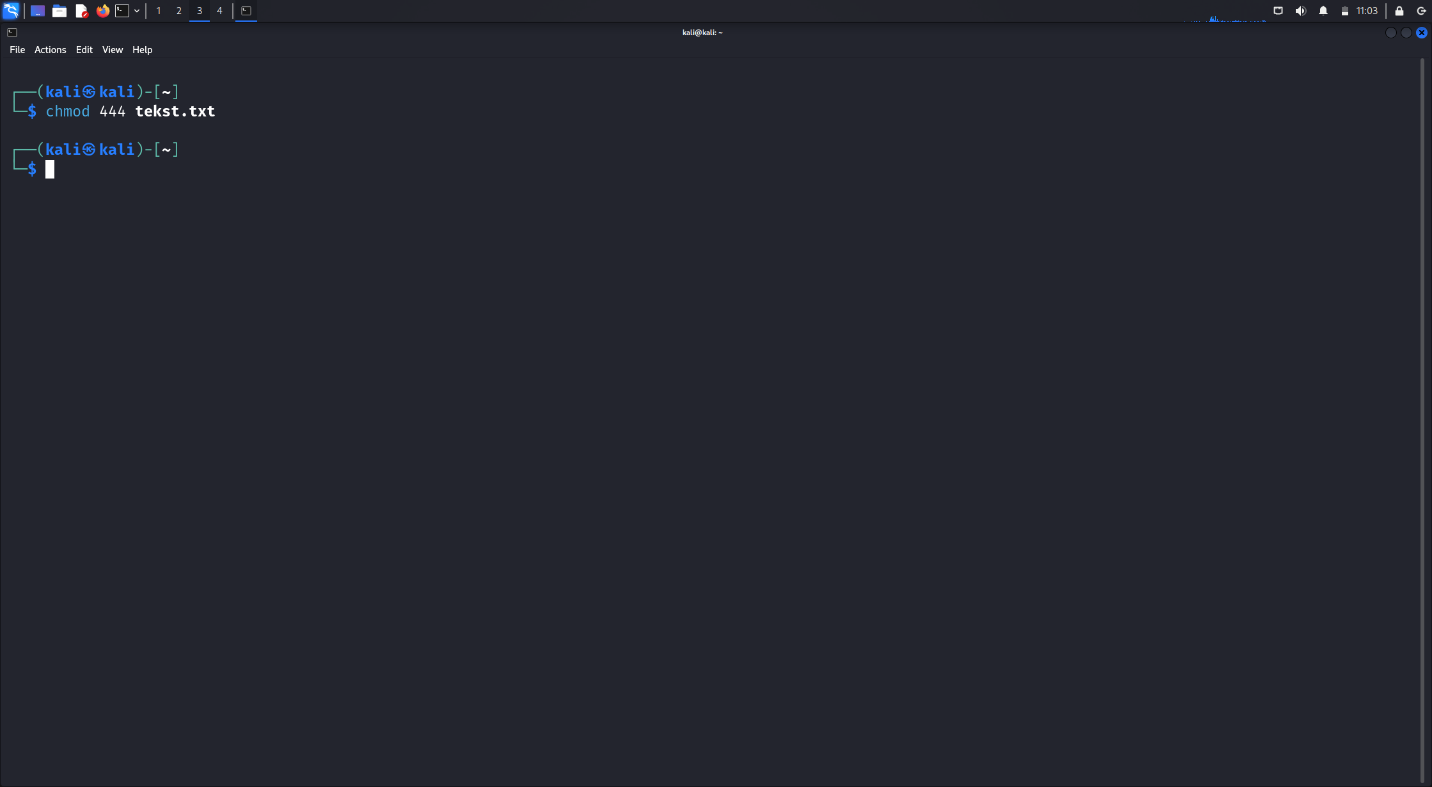 1 2 3 4 11:03
kali@kali: ~
File Actions Edit View Help
┌──(kali㉿kali)-[~]
└─$ chmod 444 tekst.txt
┌──(kali㉿kali)-[~]
└─$